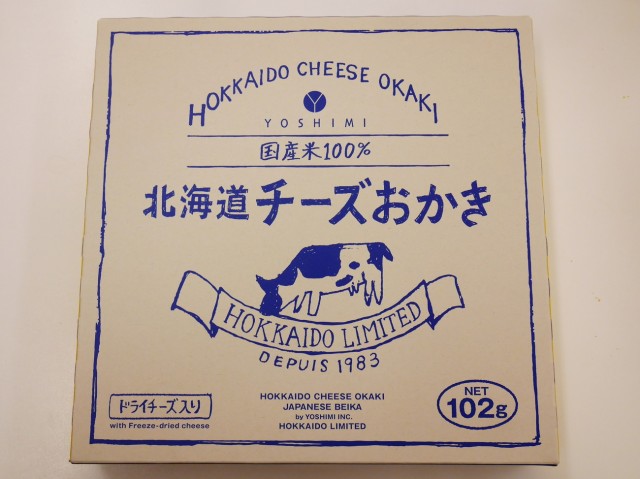 HOKKAIDO CHEESE OKAKI
Y
YOSHIMI
国産米100%
北海道チーズおかき
HOKKAIDO LIMITED
DEPUIS 1983
ドライチーズ入り
with Freeze-dried cheese
HOKKAIDO CHEESE OKAKI
JAPANESE BEIKA
by YOSHIMI INC.
HOKKAIDO LIMITED
NET
102g